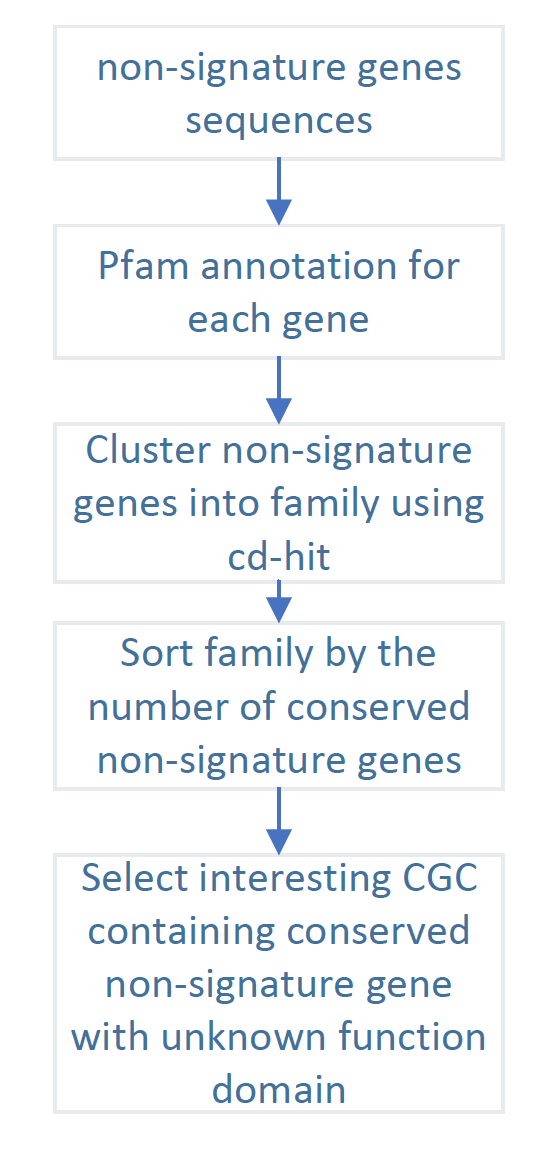 non-signature genes
sequences
Pfam annotation for
each gene
Cluster non-signature
genes into family using
cd-hit
Sort family by the
number of conserved
non-signature genes
Select interesting CGC
containing conserved
non-signature gene
with unknown function
domain